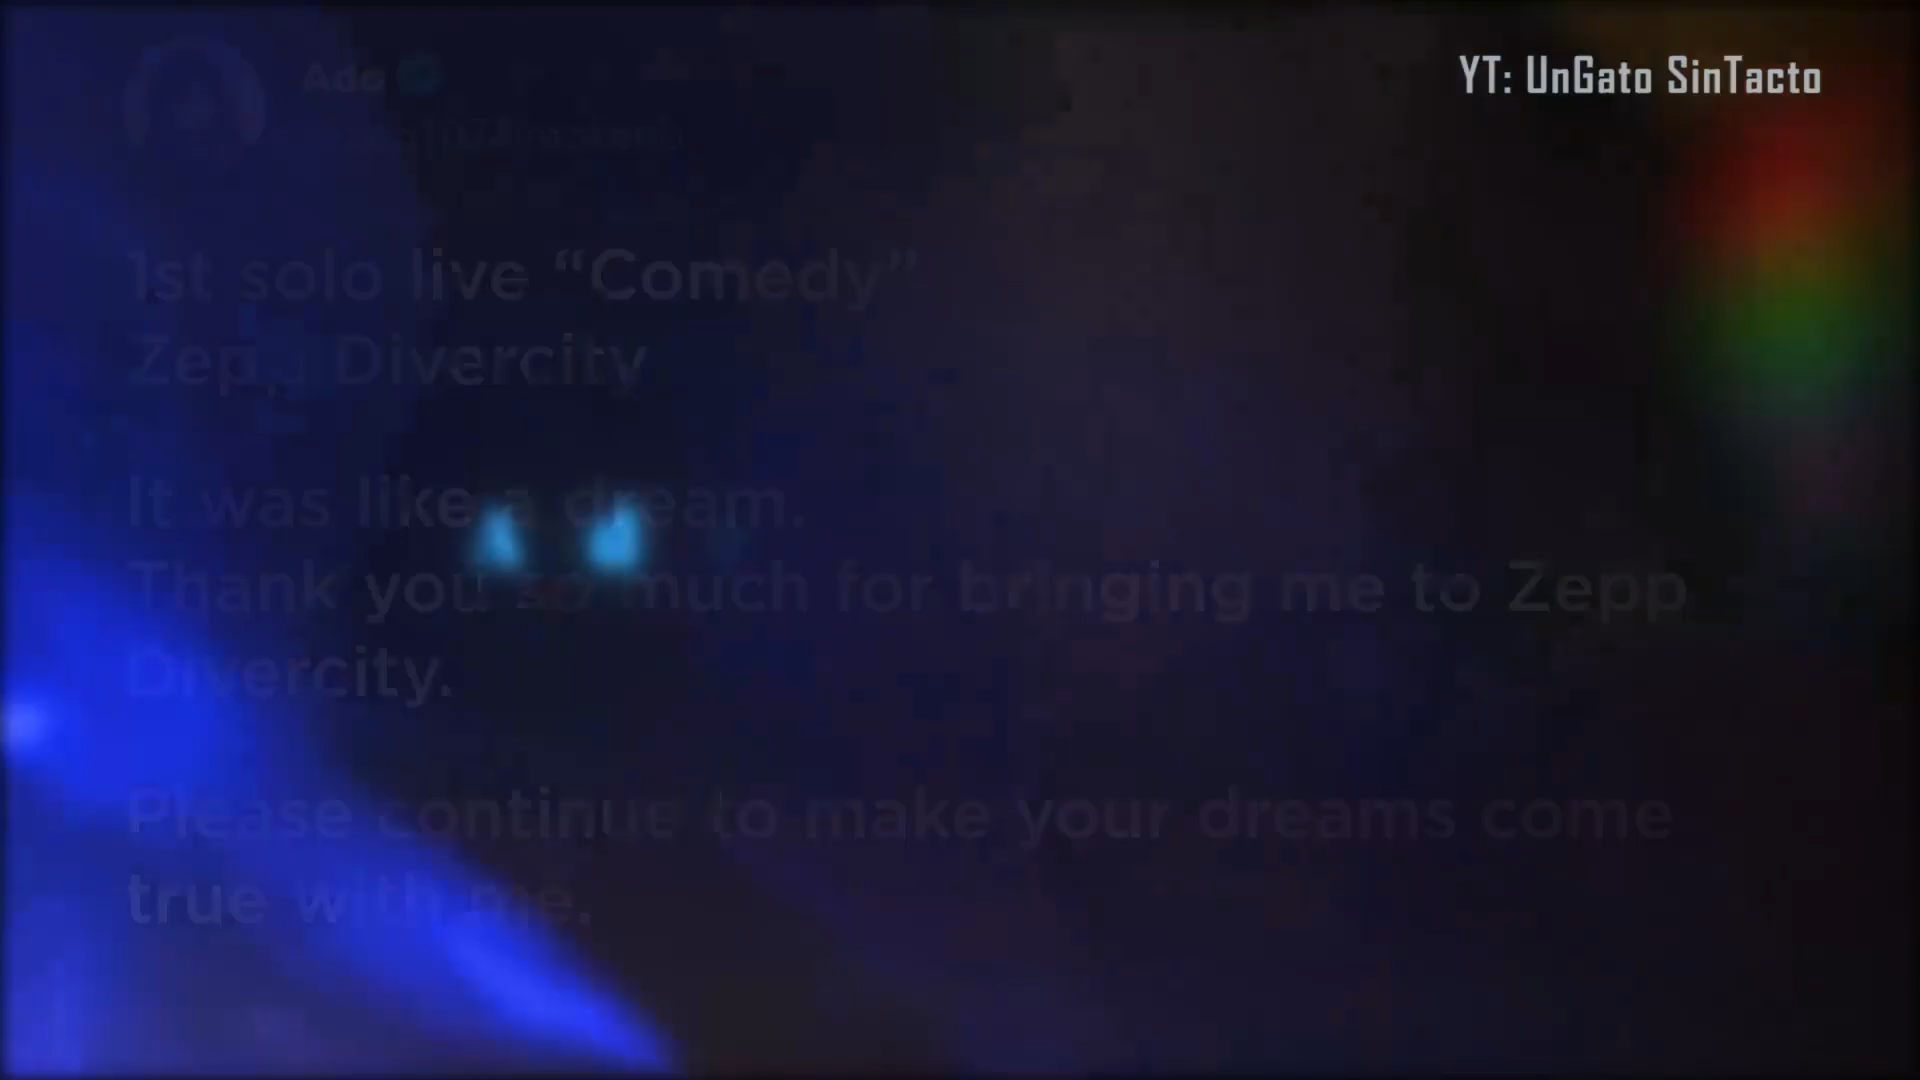 YT: UnGato SinTacto
Ado
1st solo live “Comedy”
Zepp Divercity
It was like a dream.
Thank you so much for bringing me to Zepp
Divercity.
Please continue to make your dreams come
true with me.